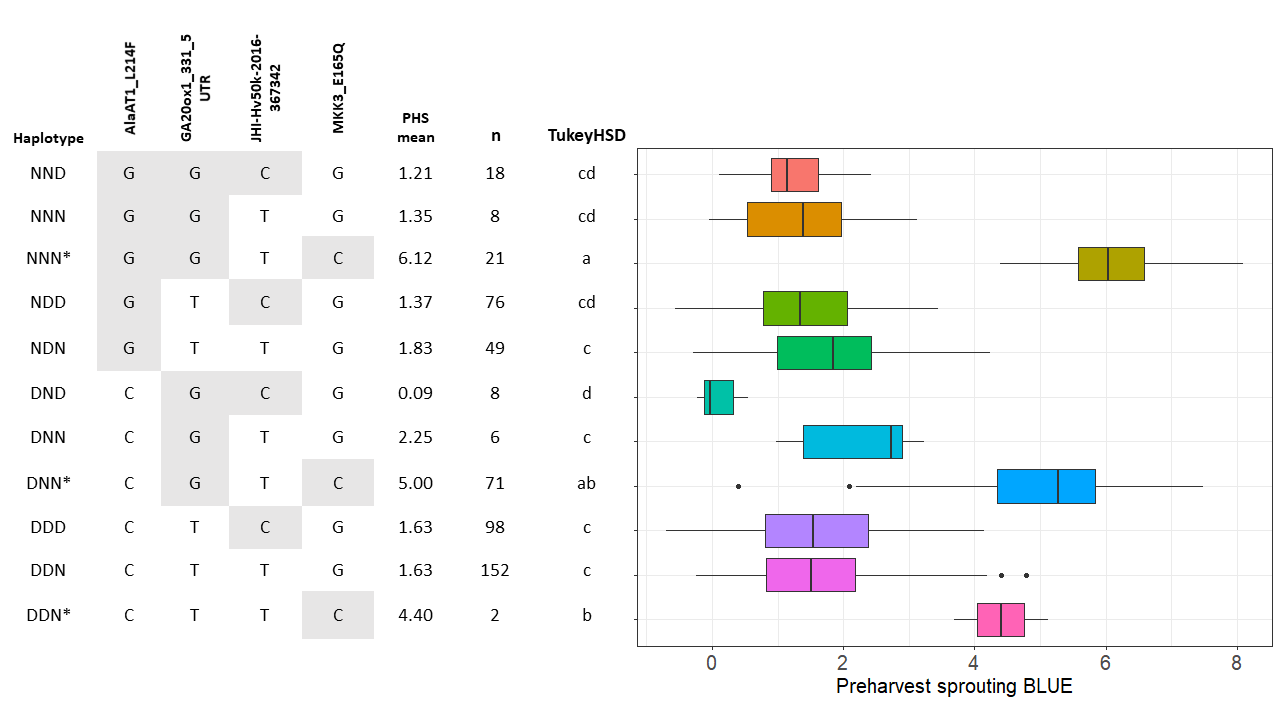 AlaAT1_L214F
GA20ox1_331_5
UTR
JHI-Hv50k-2016-
367342
MKK3_E165Q
Haplotype
PHS
mean
n
TukeyHSD
NND G G C G 1.21 18 cd
NNN G G T G 1.35 8 cd
NNN* G G T C 6.12 21 a
NDD G T C G 1.37 76 cd
NDN G T T G 1.83 49 c
DND C G C G 0.09 8 d
DNN C G T G 2.25 6 c
DNN* C G T C 5.00 71 ab
DDD C T C G 1.63 98 c
DDN C T T G 1.63 152 c
DDN* C T T C 4.40 2 b
0 2 4 6 8
Preharvest sprouting BLUE